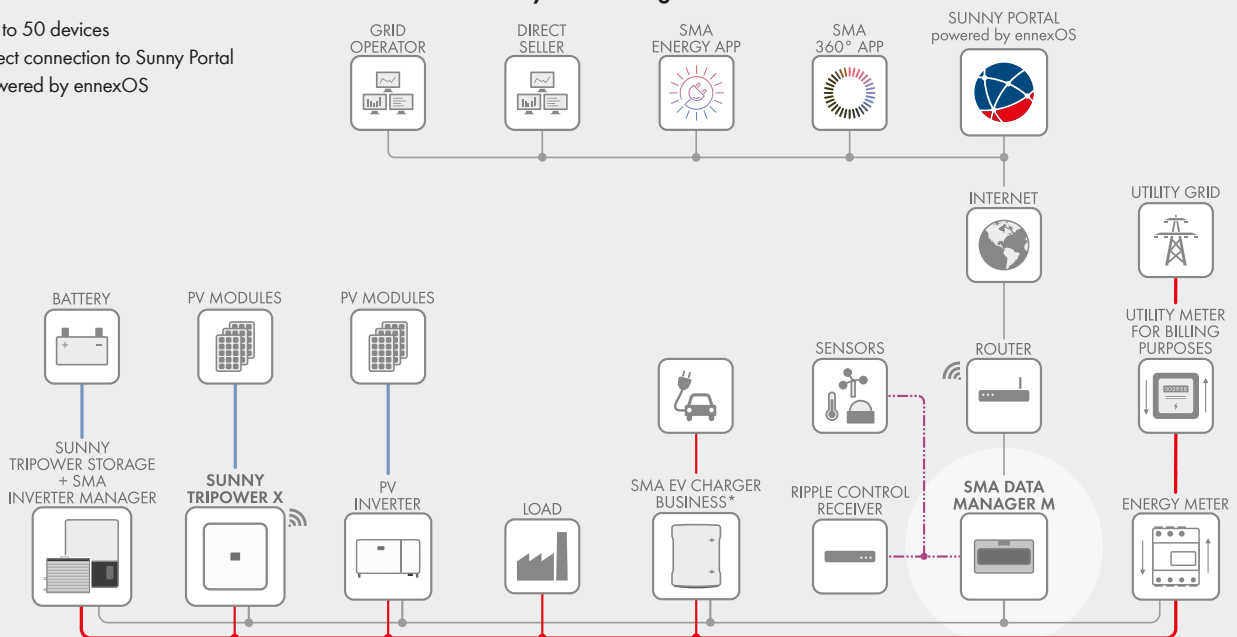 to 50 devices
ect connection to Sunny Portal
wered by ennexOS
GRID
OPERATOR
DIRECT
SELLER
SMA
ENERGY APP
SMA
360° APP
SUNNY PORTAL
powered by ennexOS
INTERNET
UTILITY GRID
BATTERY
PV MODULES
PV MODULES
SENSORS
ROUTER
UTILITY METER
FOR BILLING
PURPOSES
002958
SUNNY
TRIPOWER STORAGE
+ SMA
INVERTER MANAGER
SUNNY
TRIPOWER X
PV
INVERTER
LOAD
SMA EV CHARGER
BUSINESS*
RIPPLE CONTROL
RECEIVER
SMA DATA
MANAGER M
ENERGY METER